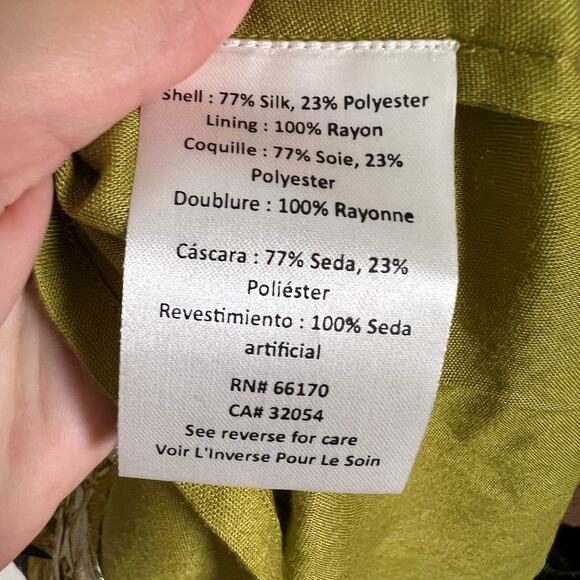 Shell : 77% Silk, 23% Polyester
Lining : 100% Rayon
Coquille : 77% Soie, 23%
Polyester
Doublure : 100% Rayonne
Cáscara : 77% Seda, 23%
Poliéster
Revestimiento : 100% Seda
artificial
RN# 66170
CA# 32054
See reverse for care
Voir L'Inverse Pour Le Soin